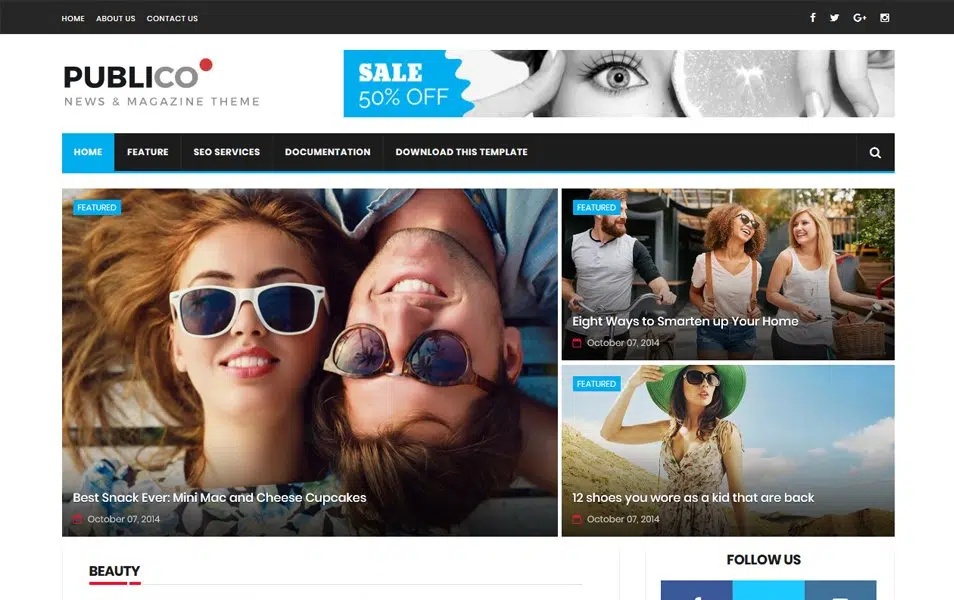 HOME ABOUT US CONTACT US
PUBLICO
NEWS & MAGAZINE THEME
SALE
50% OFF
HOME FEATURE SEO SERVICES DOCUMENTATION DOWNLOAD THIS TEMPLATE
FEATURED
Best Snack Ever: Mini Mac and Cheese Cupcakes
October 07, 2014
FEATURED
Eight Ways to Smarten up Your Home
October 07, 2014
FEATURED
12 shoes you wore as a kid that are back
October 07, 2014
BEAUTY
FOLLOW US